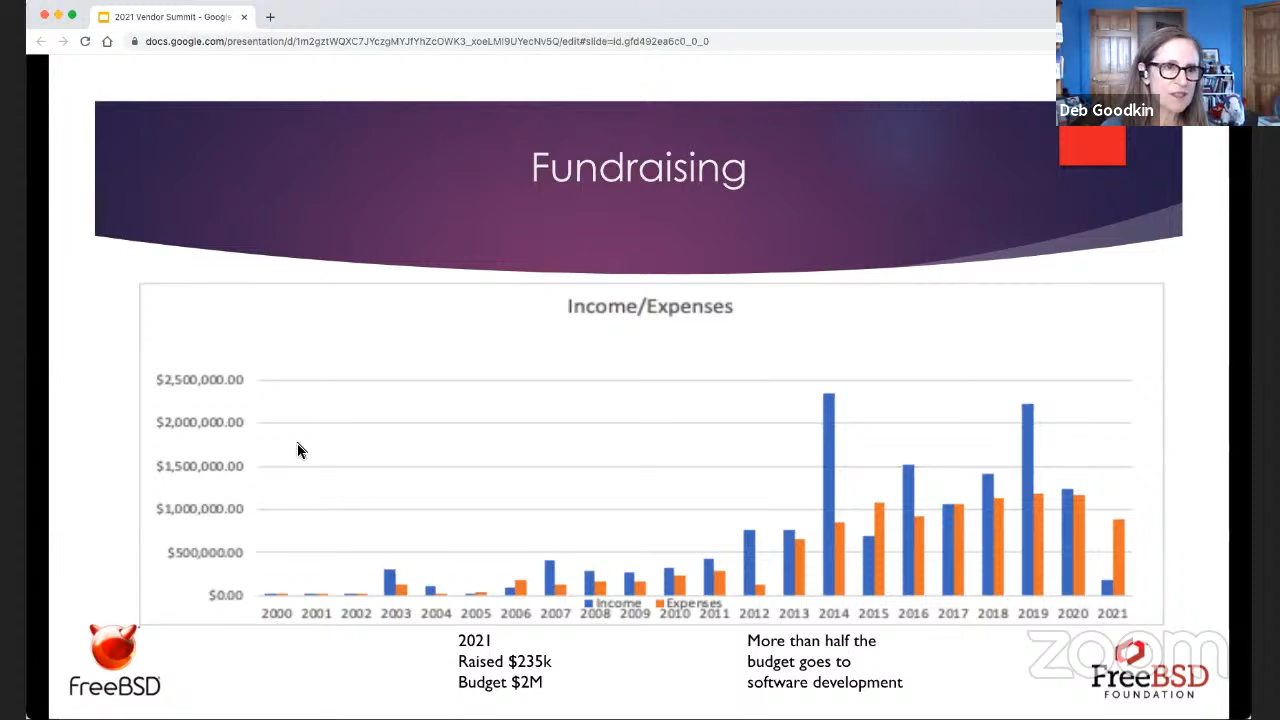 2021 Vendor Summit - Google
docs.google.com/presentation/d/1m2gztWQXC7JYczgMYJfYhZcOWK3_xoeLMI9UYecNv5Q/edit#slide=id.gfd492ea6c0_0_0
Deb Goodkin
Fundraising
Income/Expenses
$2,500,000.00
$2,000,000.00
$1,500,000.00
$1,000,000.00
$500,000.00
$0.00
2000 2001 2002 2003 2004 2005 2006 2007 2008 2009 2010 2011 2012 2013 2014 2015 2016 2017 2018 2019 2020 2021
Income Expenses
2021
Raised $235k
Budget $2M
More than half the
budget goes to
software development
FreeBSD
zoom
FreeBSD
FOUNDATION